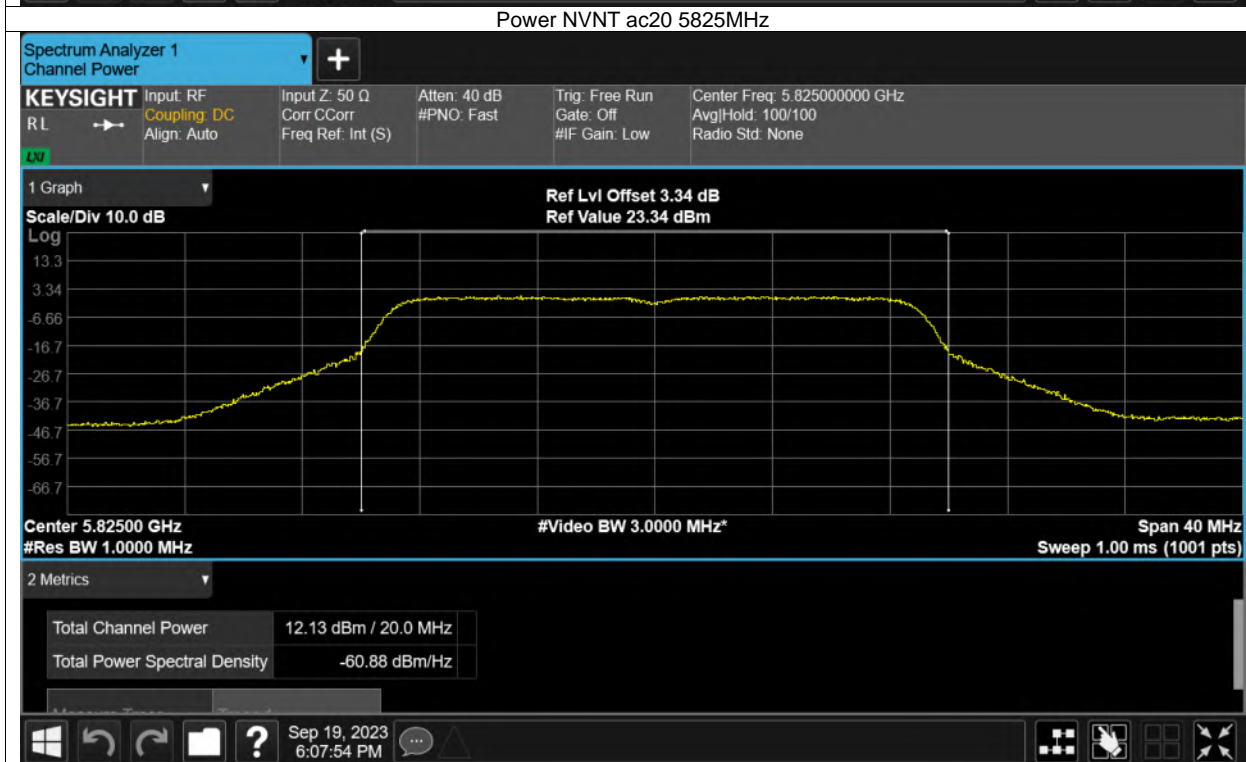 Power NVNT ac20 5825MHz
Spectrum Analyzer 1
Channel Power
+
KEYSIGHT
RL
LXI
Input: RF
Coupling: DC
Align: Auto
Input Z: 50 Ω
Corr CCorr
Freq Ref: Int (S)
Atten: 40 dB
#PNO: Fast
Trig: Free Run
Gate: Off
#IF Gain: Low
Center Freq: 5.825000000 GHz
Avg|Hold: 100/100
Radio Std: None
1 Graph
Scale/Div 10.0 dB
Ref Lvl Offset 3.34 dB
Ref Value 23.34 dBm
Log
13.3
3.34
-6.66
-16.7
-26.7
-36.7
-46.7
-56.7
-66.7
Center 5.82500 GHz
#Video BW 3.0000 MHz*
Span 40 MHz
#Res BW 1.0000 MHz
Sweep 1.00 ms (1001 pts)
2 Metrics
Total Channel Power 12.13 dBm / 20.0 MHz
Total Power Spectral Density -60.88 dBm/Hz
?
Sep 19, 2023
6:07:54 PM